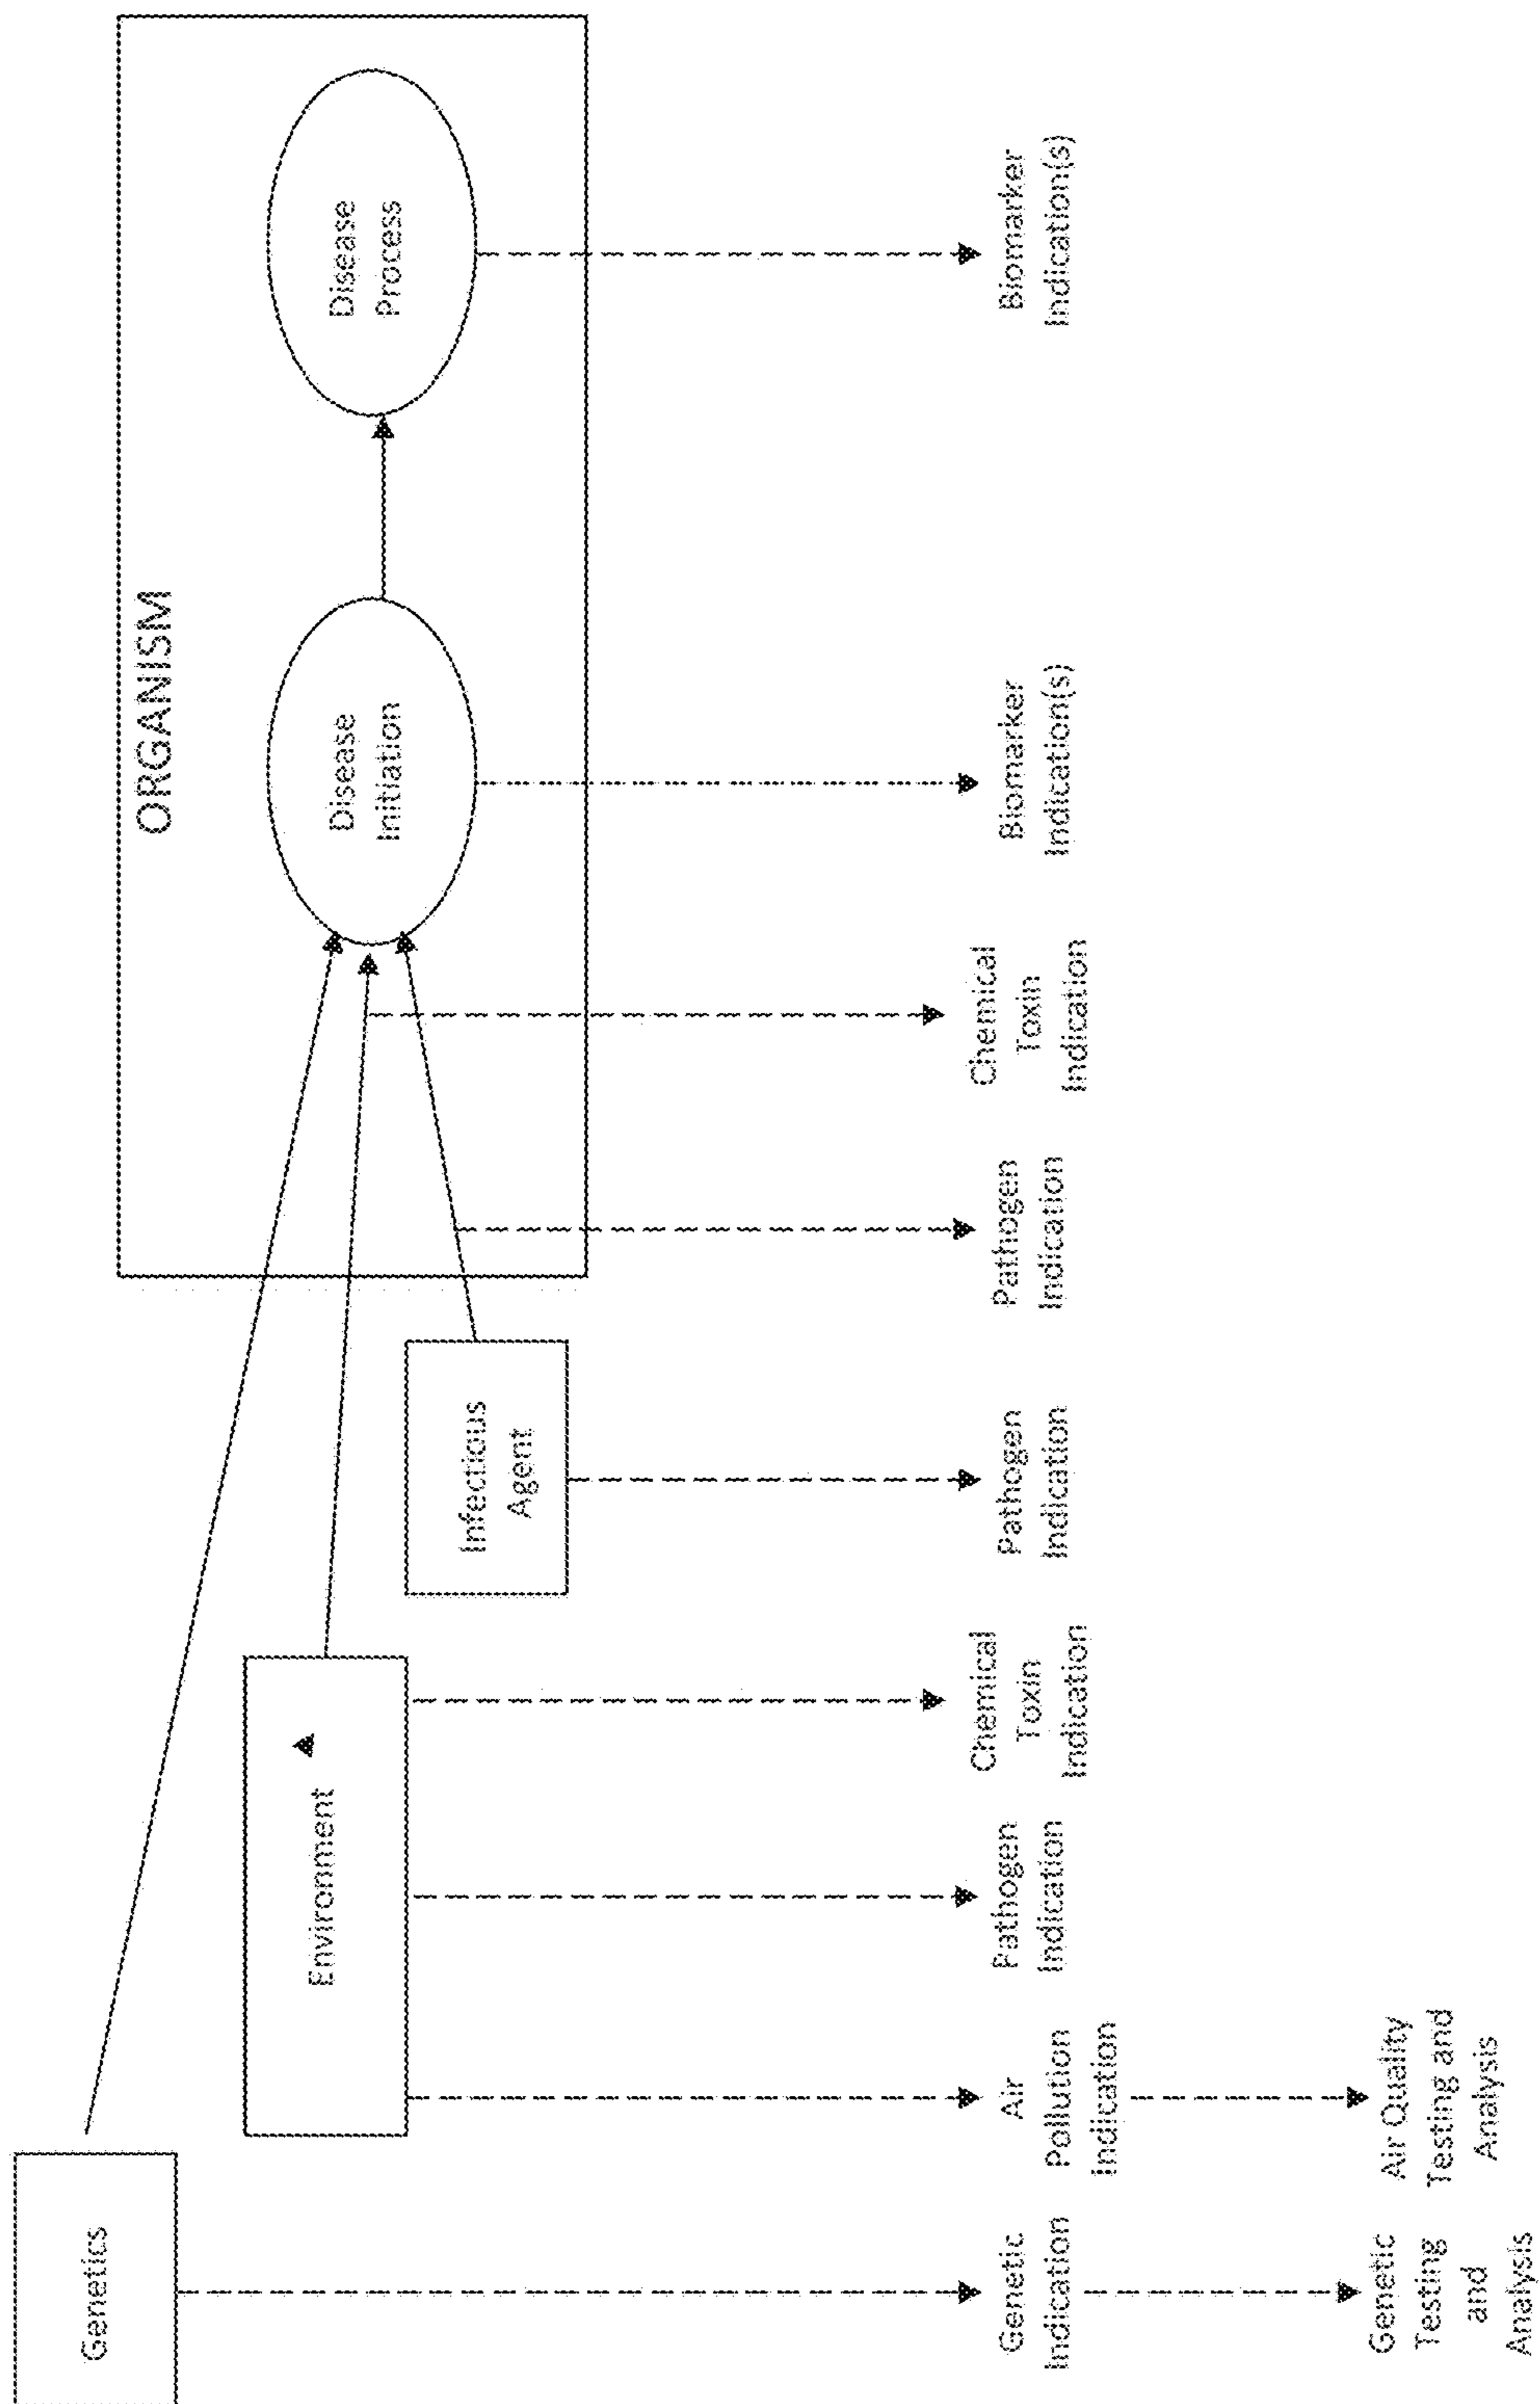 ORGANISM
Genetics
Environment
Infectious
Agent
Disease
Initiation
Disease
Process
Genetic
Indication
Air
Pollution
Indication
Pathogen
Indication
Chemical
Toxin
Indication
Pathogen
Indication
Pathogen
Indication
Chemical
Toxin
Indication
Biomarker
Indication(s)
Biomarker
Indication(s)
Genetic
Testing
and
Analysis
Air Quality
Testing and
Analysis